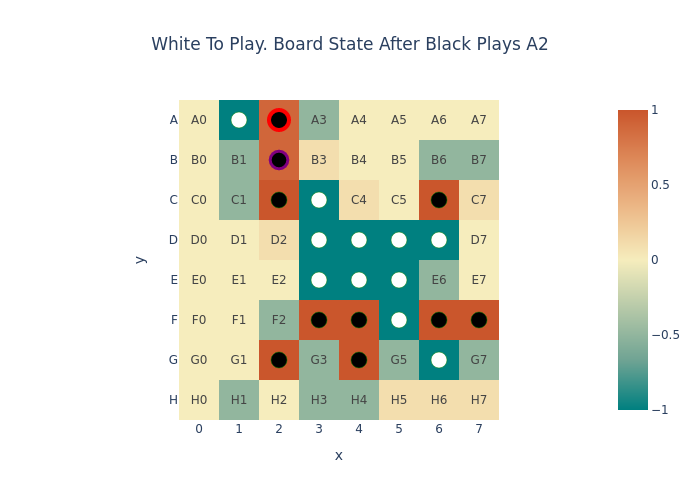 White To Play. Board State After Black Plays A2
A A0 A3 A4 A5 A6 A7
B B0 B1 B3 B4 B5 B6 B7
C C0 C1 C4 C5 C7
D D0 D1 D2 D7
E E0 E1 E2 E6 E7
F F0 F1 F2
G G0 G1 G3 G5 G7
H H0 H1 H2 H3 H4 H5 H6 H7
0 1 2 3 4 5 6 7
x
y
1
0.5
0
−0.5
−1